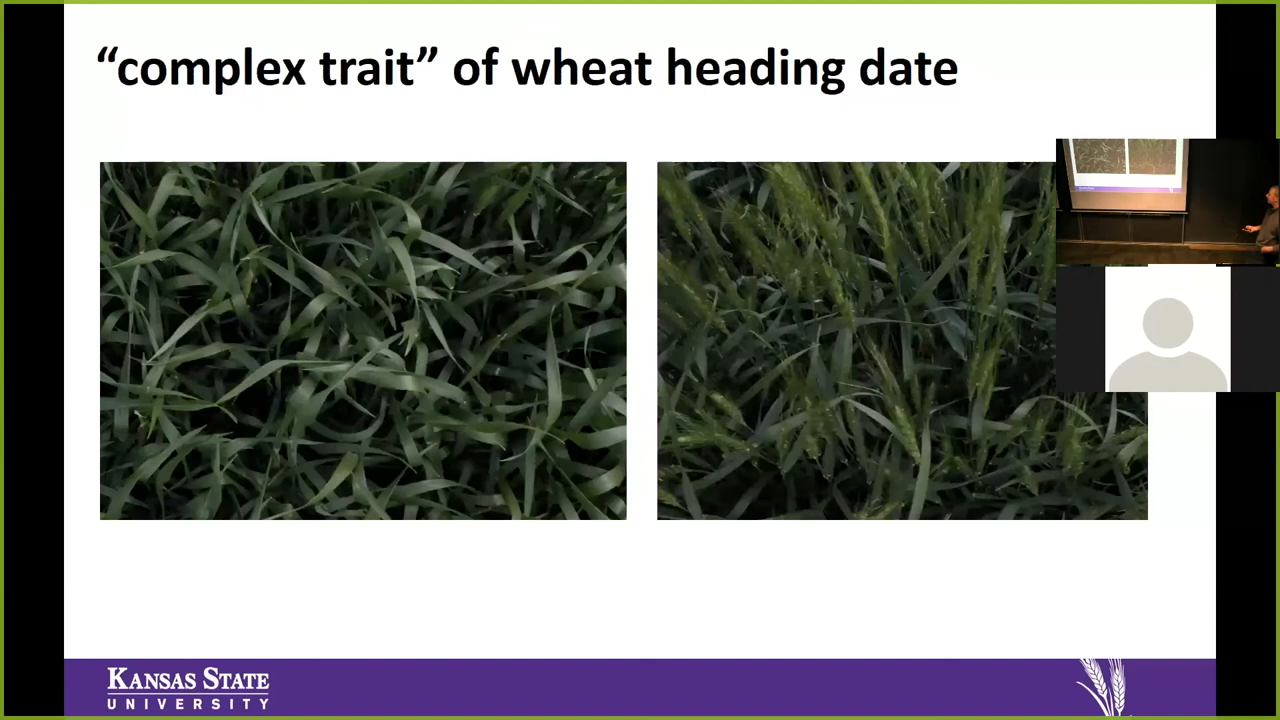 “complex trait” of wheat heading date
KANSAS STATE
UNIVERSITY